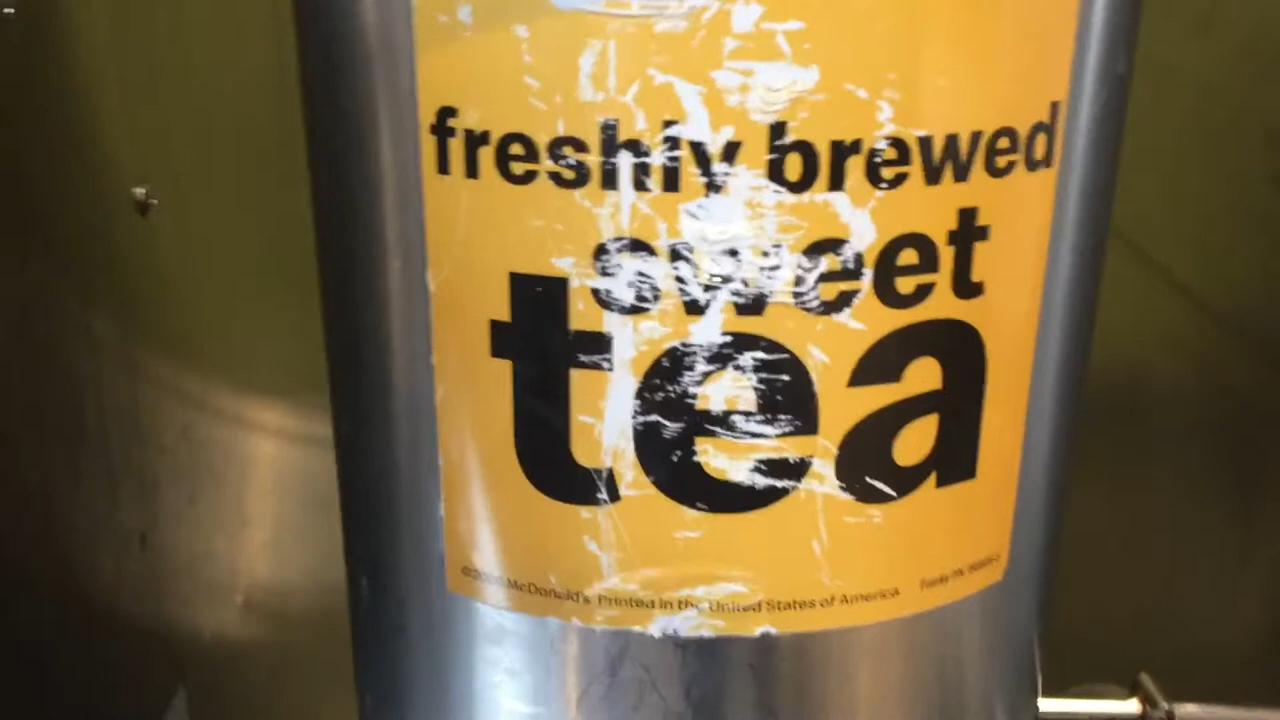 freshly brewed
sweet
tea
McDonald's Printed in the United States of America